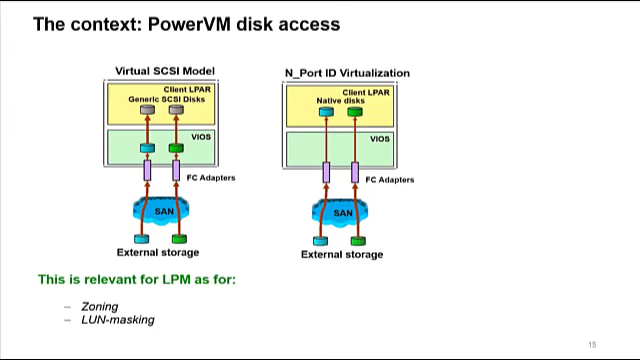 The context: PowerVM disk access
Virtual SCSI Model
Client LPAR
Generic SCSI Disks
VIOS
FC Adapters
SAN
External storage
N_Port ID Virtualization
Client LPAR
Native disks
VIOS
FC Adapters
SAN
External storage
This is relevant for LPM as for:
– Zoning
– LUN-masking
15